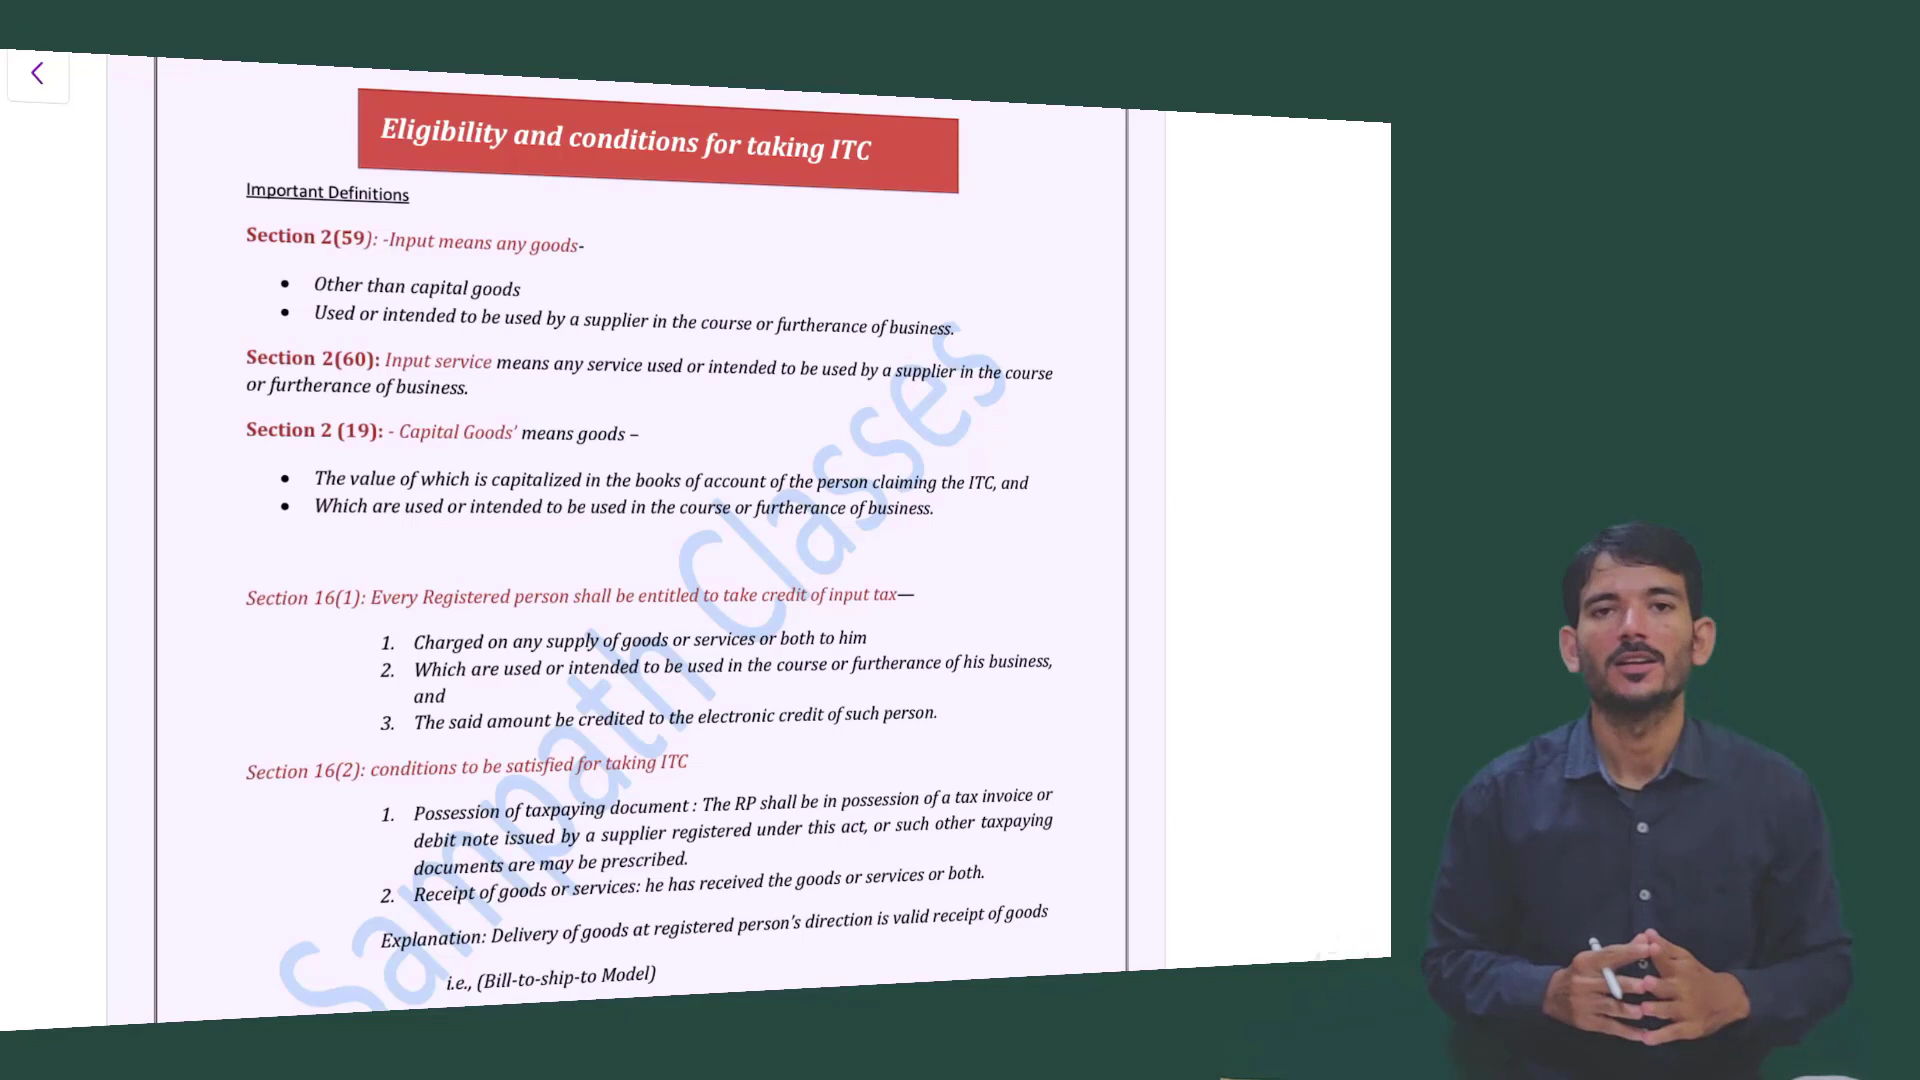 Eligibility and conditions for taking ITC
Important Definitions
Section 2(59): -Input means any goods-
• Other than capital goods
• Used or intended to be used by a supplier in the course or furtherance of business.
Section 2(60): Input service means any service used or intended to be used by a supplier in the course
or furtherance of business.
Section 2 (19): - Capital Goods' means goods –
• The value of which is capitalized in the books of account of the person claiming the ITC, and
• Which are used or intended to be used in the course or furtherance of business.
Section 16(1): Every Registered person shall be entitled to take credit of input tax—
1. Charged on any supply of goods or services or both to him
2. Which are used or intended to be used in the course or furtherance of his business,
and
3. The said amount be credited to the electronic credit of such person.
Section 16(2): conditions to be satisfied for taking ITC
1. Possession of taxpaying document : The RP shall be in possession of a tax invoice or
debit note issued by a supplier registered under this act, or such other taxpaying
documents are may be prescribed.
2. Receipt of goods or services: he has received the goods or services or both.
Explanation: Delivery of goods at registered person's direction is valid receipt of goods
i.e., (Bill-to-ship-to Model)
Sampath Classes